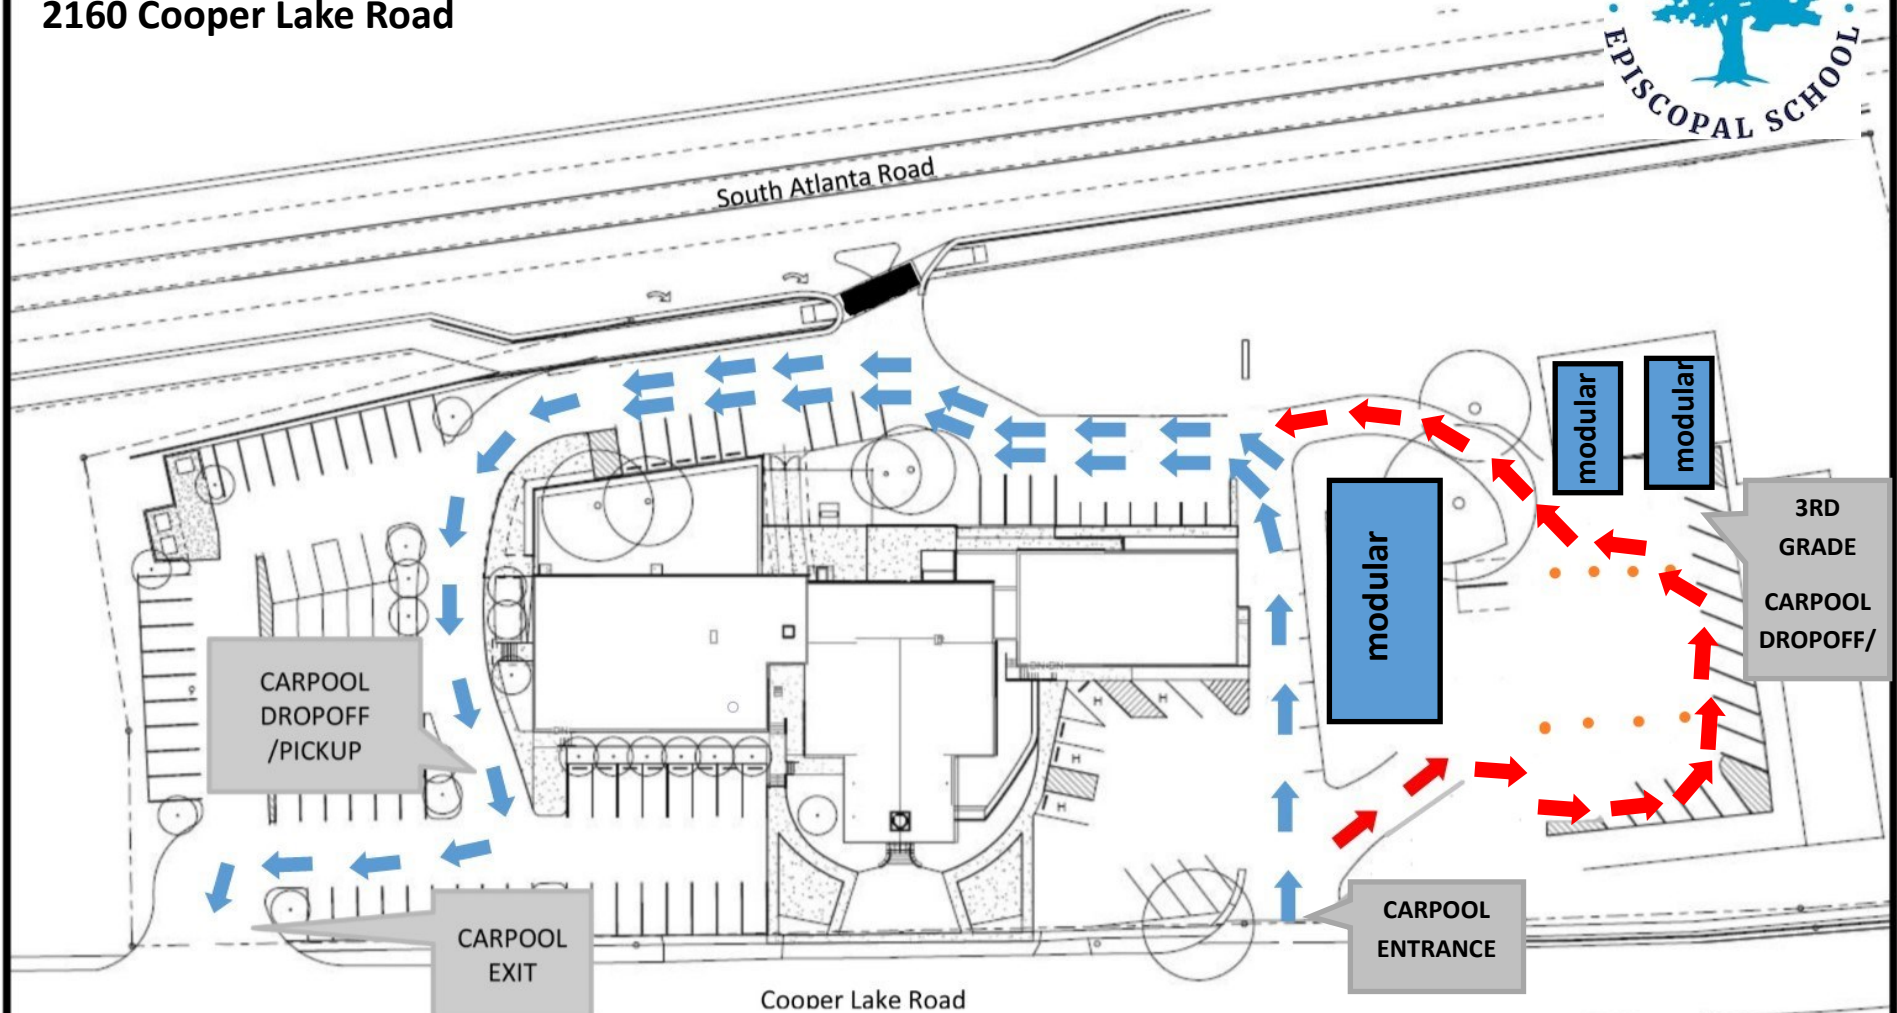 2160 Cooper Lake Road
EPISCOPAL SCHOOL
South Atlanta Road
modular
modular
modular
3RD
GRADE
CARPOOL
DROPOFF/
CARPOOL
DROPOFF
/PICKUP
H
H
H
H
CARPOOL
EXIT
CARPOOL
ENTRANCE
Cooper Lake Road